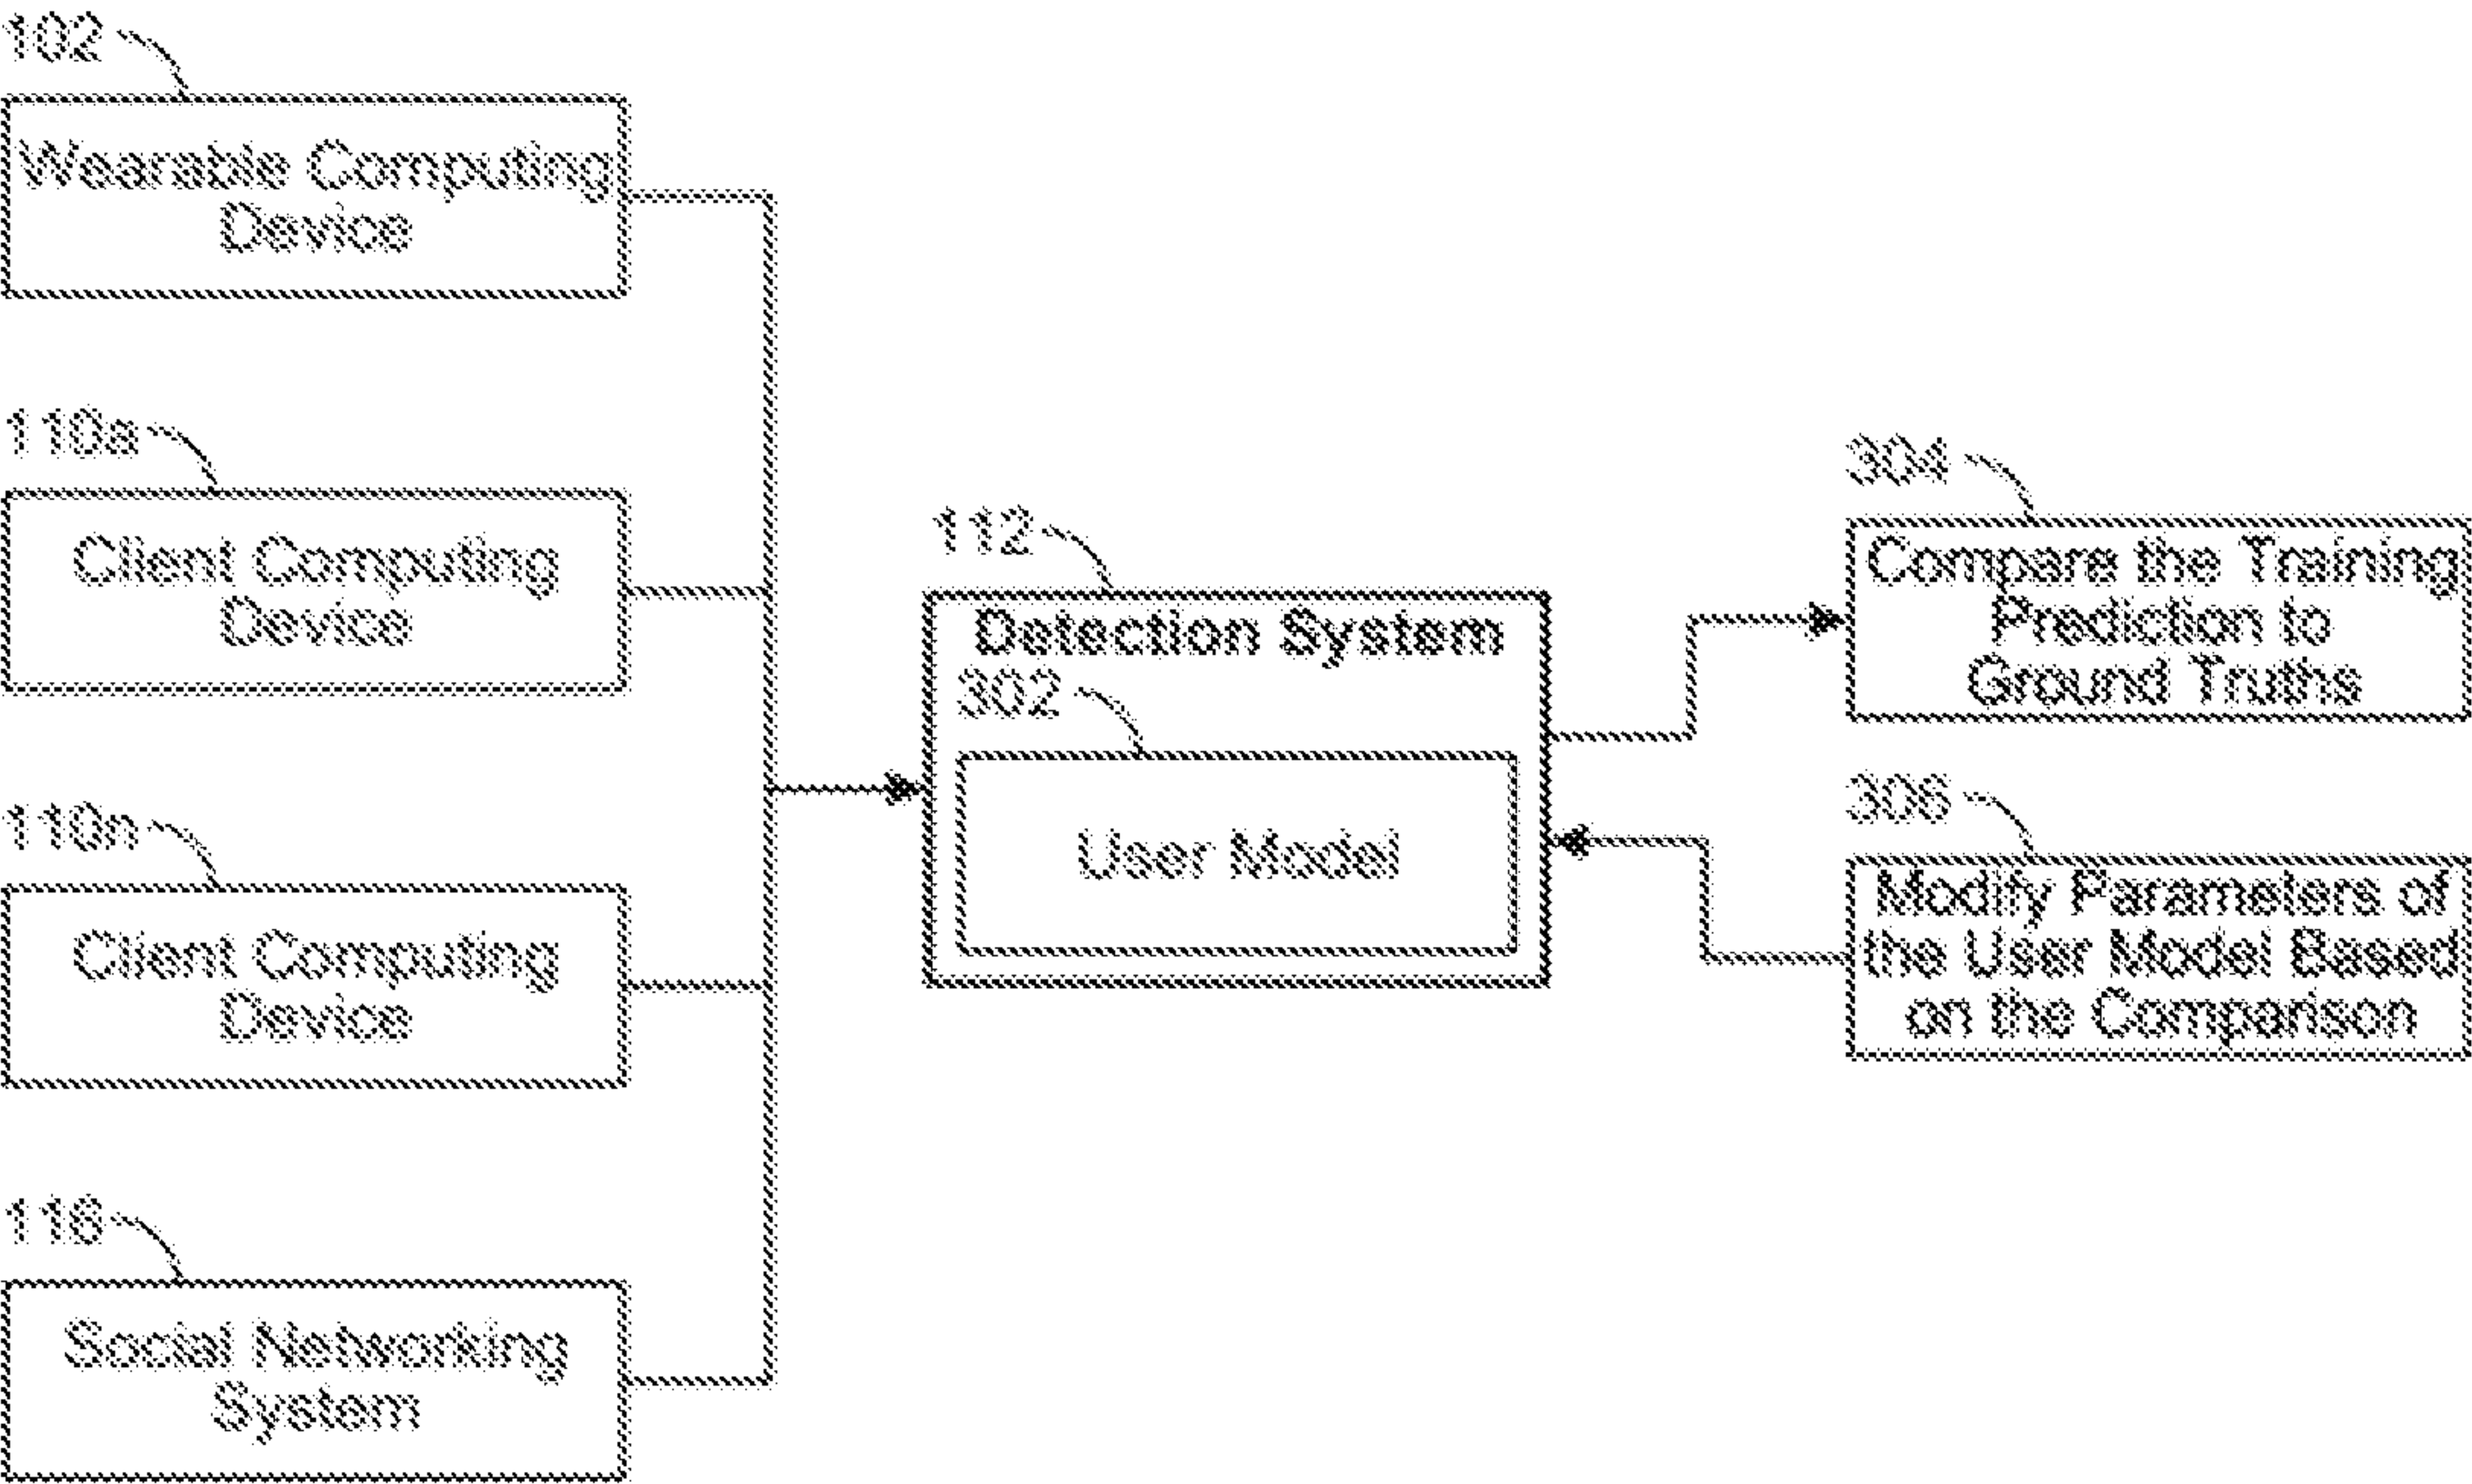 102
Wearable Computing
Device
110a
Client Computing
Device
110n
Client Computing
Device
116
Social Networking
System
112
Detection System
302
User Model
304
Compare the Training
Prediction to
Ground Truths
306
Modify Parameters of
the User Model Based
on the Comparison